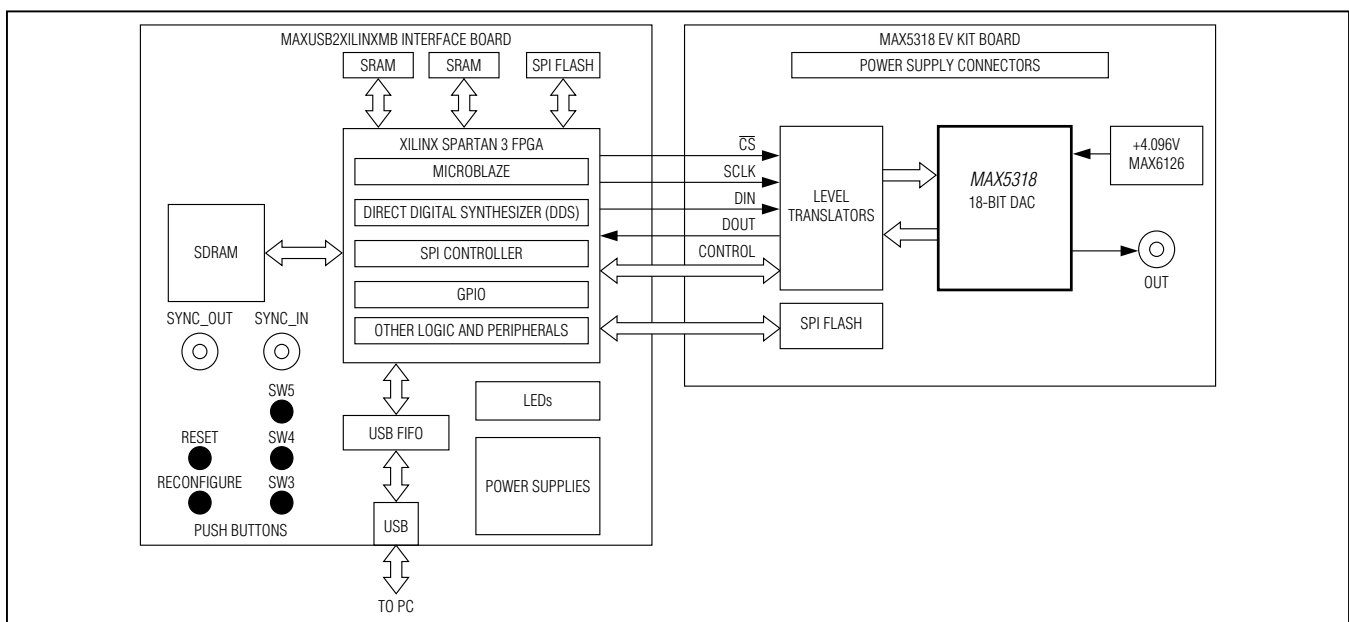 MAXUSB2XILINXMB INTERFACE BOARD
SRAM
SRAM
SPI FLASH
XILINX SPARTAN 3 FPGA
MICROBLAZE
DIRECT DIGITAL SYNTHESIZER (DDS)
SPI CONTROLLER
GPIO
OTHER LOGIC AND PERIPHERALS
SDRAM
SYNC_OUT
SYNC_IN
SW5
RESET
SW4
RECONFIGURE
SW3
PUSH BUTTONS
USB FIFO
USB
TO PC
LEDs
POWER SUPPLIES
CS
SCLK
DIN
DOUT
CONTROL
MAX5318 EV KIT BOARD
POWER SUPPLY CONNECTORS
LEVEL
TRANSLATORS
MAX5318
18-BIT DAC
+4.096V
MAX6126
OUT
SPI FLASH